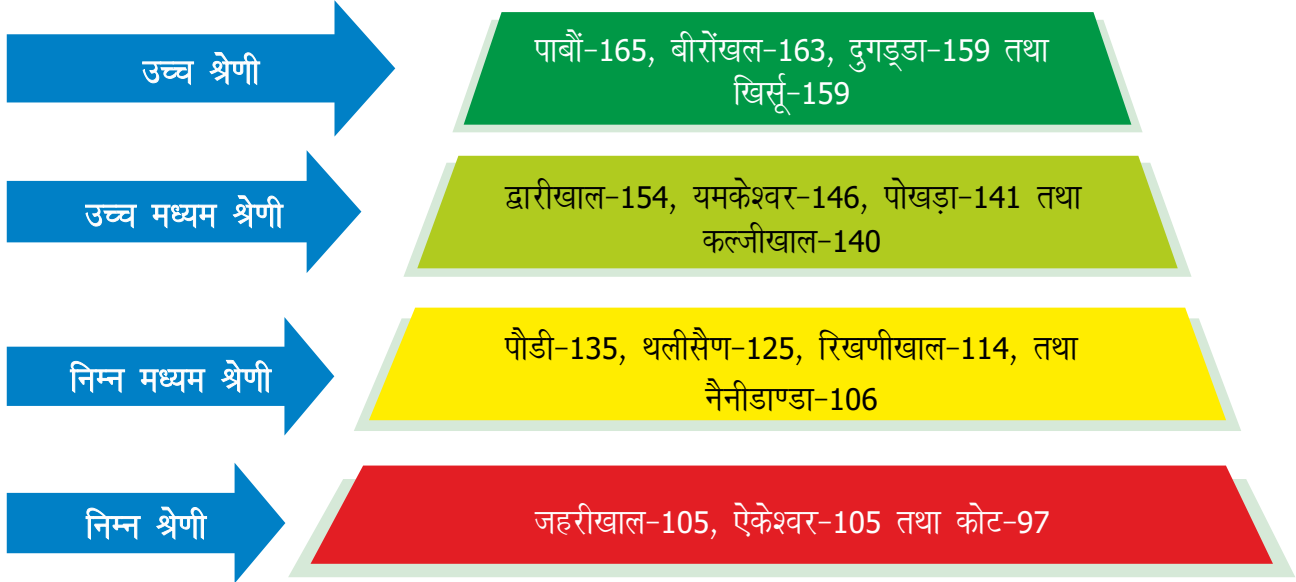 उच्च श्रेणी
पाबौं-165, बीरोंखल-163, दुगड्डा-159 तथा
खिर्सू-159
उच्च मध्यम श्रेणी
द्वारीखाल-154, यमकेश्वर-146, पोखड़ा-141 तथा
कल्जीखाल-140
निम्न मध्यम श्रेणी
पौडी-135, थलीसैण-125, रिखणीखाल-114, तथा
नैनीडाण्डा-106
निम्न श्रेणी
जहरीखाल-105, ऐकेश्वर-105 तथा कोट-97